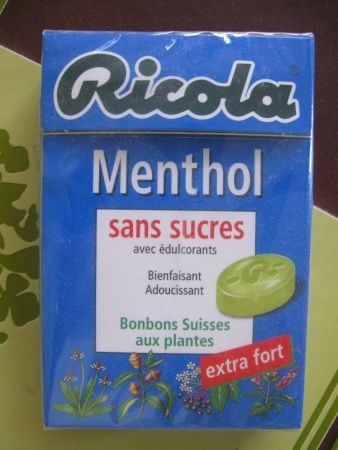 Ricola®
Menthol
sans sucres
avec édulcorants
Bienfaisant
Adoucissant
Bonbons Suisses
aux plantes
extra fort